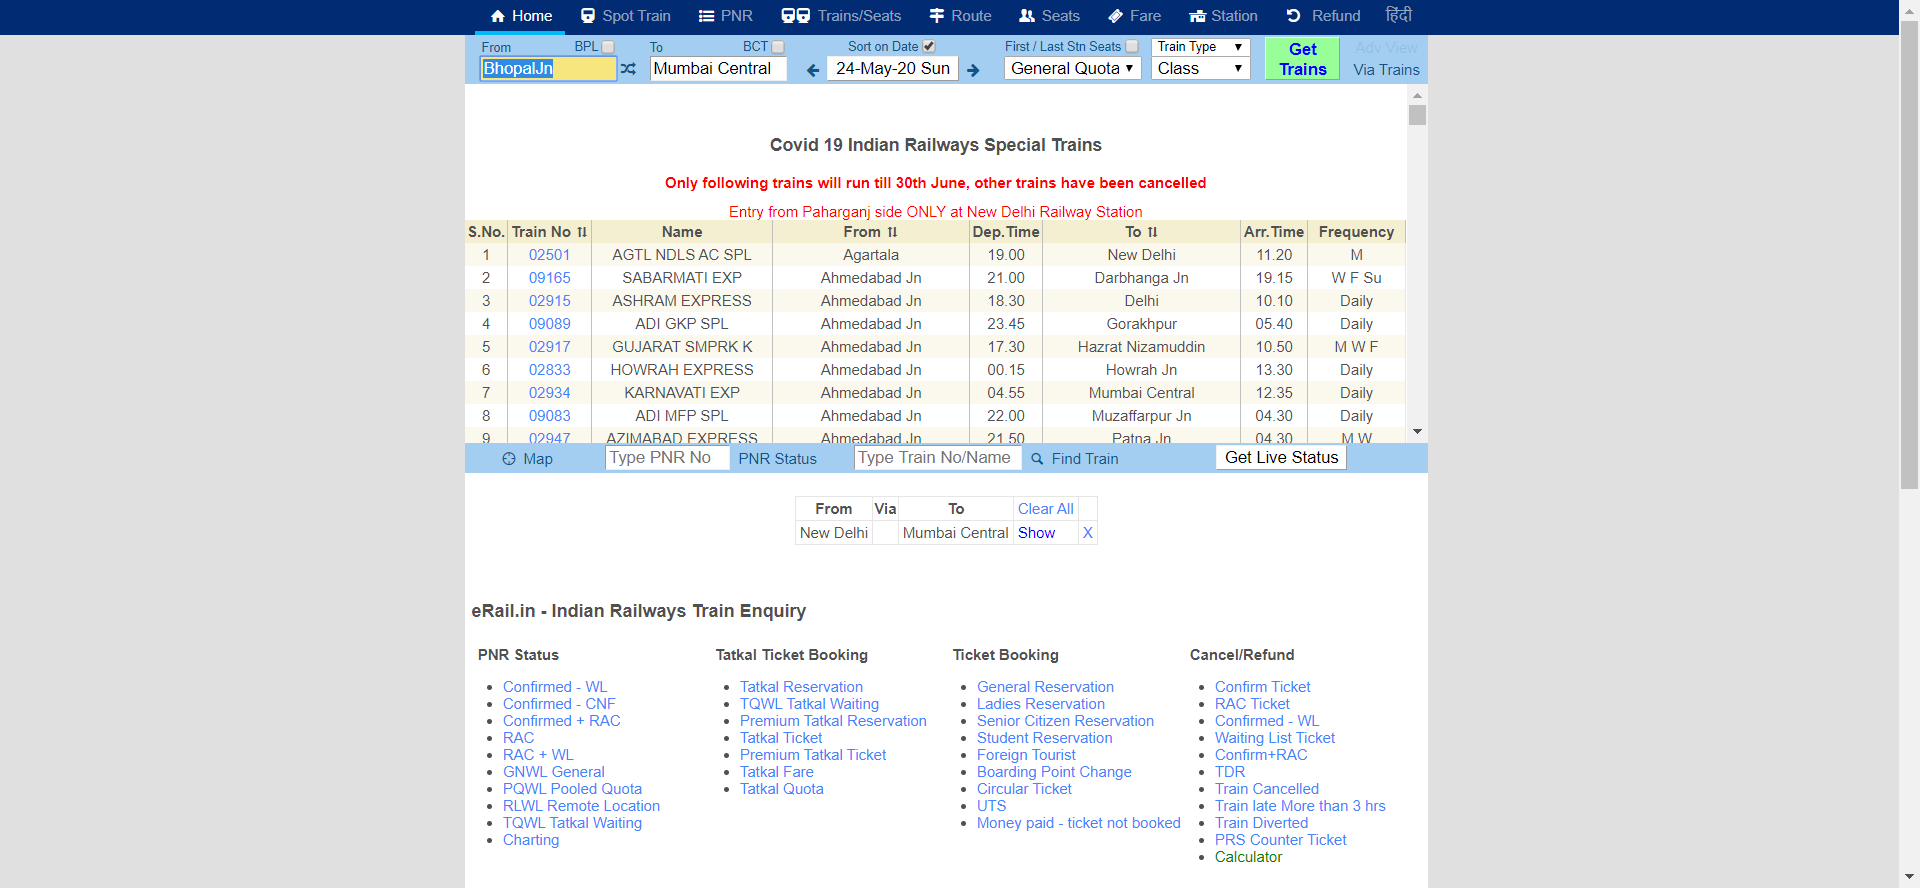 Home Spot Train PNR Trains/Seats Route Seats Fare Station Refund हिंदी
From BPL To BCT Sort on Date First / Last Stn Seats Train Type Get Trains Adv View
BhopalJn Mumbai Central 24-May-20 Sun General Quota Class Via Trains
Covid 19 Indian Railways Special Trains
Only following trains will run till 30th June, other trains have been cancelled
Entry from Paharganj side ONLY at New Delhi Railway Station
S.No. Train No Name From Dep.Time To Arr.Time Frequency
1 02501 AGTL NDLS AC SPL Agartala 19.00 New Delhi 11.20 M
2 09165 SABARMATI EXP Ahmedabad Jn 21.00 Darbhanga Jn 19.15 W F Su
3 02915 ASHRAM EXPRESS Ahmedabad Jn 18.30 Delhi 10.10 Daily
4 09089 ADI GKP SPL Ahmedabad Jn 23.45 Gorakhpur 05.40 Daily
5 02917 GUJARAT SMPRK K Ahmedabad Jn 17.30 Hazrat Nizamuddin 10.50 M W F
6 02833 HOWRAH EXPRESS Ahmedabad Jn 00.15 Howrah Jn 13.30 Daily
7 02934 KARNAVATI EXP Ahmedabad Jn 04.55 Mumbai Central 12.35 Daily
8 09083 ADI MFP SPL Ahmedabad Jn 22.00 Muzaffarpur Jn 04.30 Daily
9 02947 AZIMABAD EXPRESS Ahmedabad Jn 21.50 Patna Jn 04.30 M W
Map Type PNR No PNR Status Type Train No/Name Find Train Get Live Status
From Via To Clear All
New Delhi Mumbai Central Show X
eRail.in - Indian Railways Train Enquiry
PNR Status
Confirmed - WL
Confirmed - CNF
Confirmed + RAC
RAC
RAC + WL
GNWL General
PQWL Pooled Quota
RLWL Remote Location
TQWL Tatkal Waiting
Charting
Tatkal Ticket Booking
Tatkal Reservation
TQWL Tatkal Waiting
Premium Tatkal Reservation
Tatkal Ticket
Premium Tatkal Ticket
Tatkal Fare
Tatkal Quota
Ticket Booking
General Reservation
Ladies Reservation
Senior Citizen Reservation
Student Reservation
Foreign Tourist
Boarding Point Change
Circular Ticket
UTS
Money paid - ticket not booked
Cancel/Refund
Confirm Ticket
RAC Ticket
Confirmed - WL
Waiting List Ticket
Confirm+RAC
TDR
Train Cancelled
Train late More than 3 hrs
Train Diverted
PRS Counter Ticket
Calculator